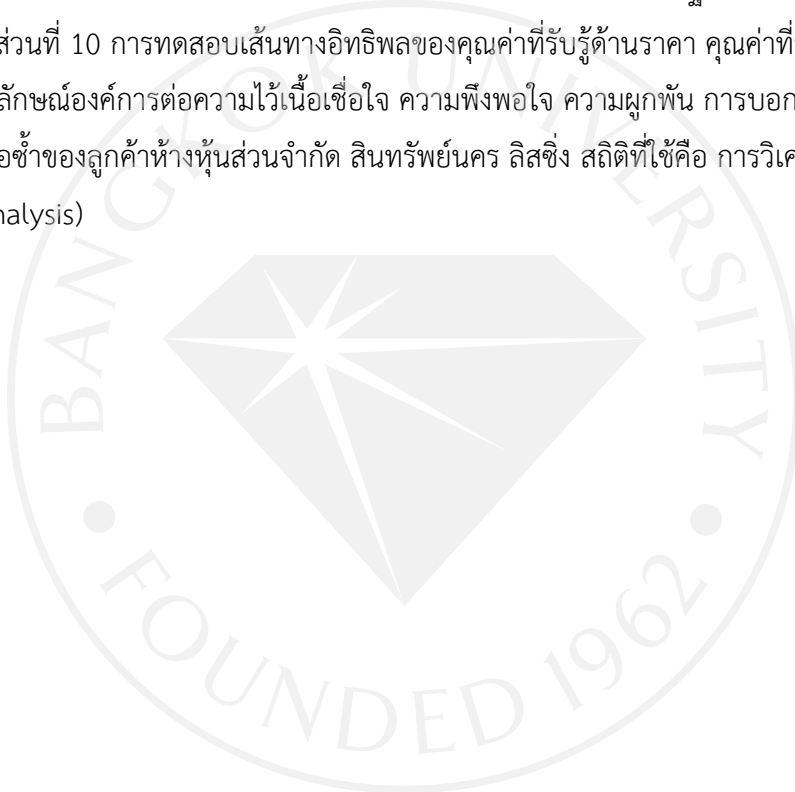 ส่วนที่ 10 การทดสอบเส้นทางอิทธิพลของคุณค่าที่รับรู้ด้านราคา คุณค่าที่
ลักษณ์องค์การต่อความไว้เนื้อเชื่อใจ ความพึงพอใจ ความผูกพัน การบอก
อซ้ำของลูกค้าห้างหุ้นส่วนจำกัด สินทรัพย์นคร ลิสซิ่ง สถิติที่ใช้คือ การวิเค
nalysis)
BANGKOK UNIVERSITY
FOUNDED 1962